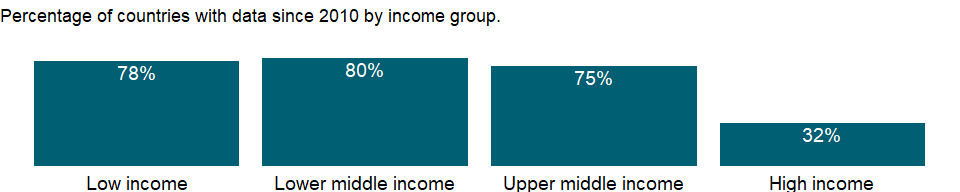 Percentage of countries with data since 2010 by income group.
78%
80%
75%
32%
Low income
Lower middle income
Upper middle income
High income